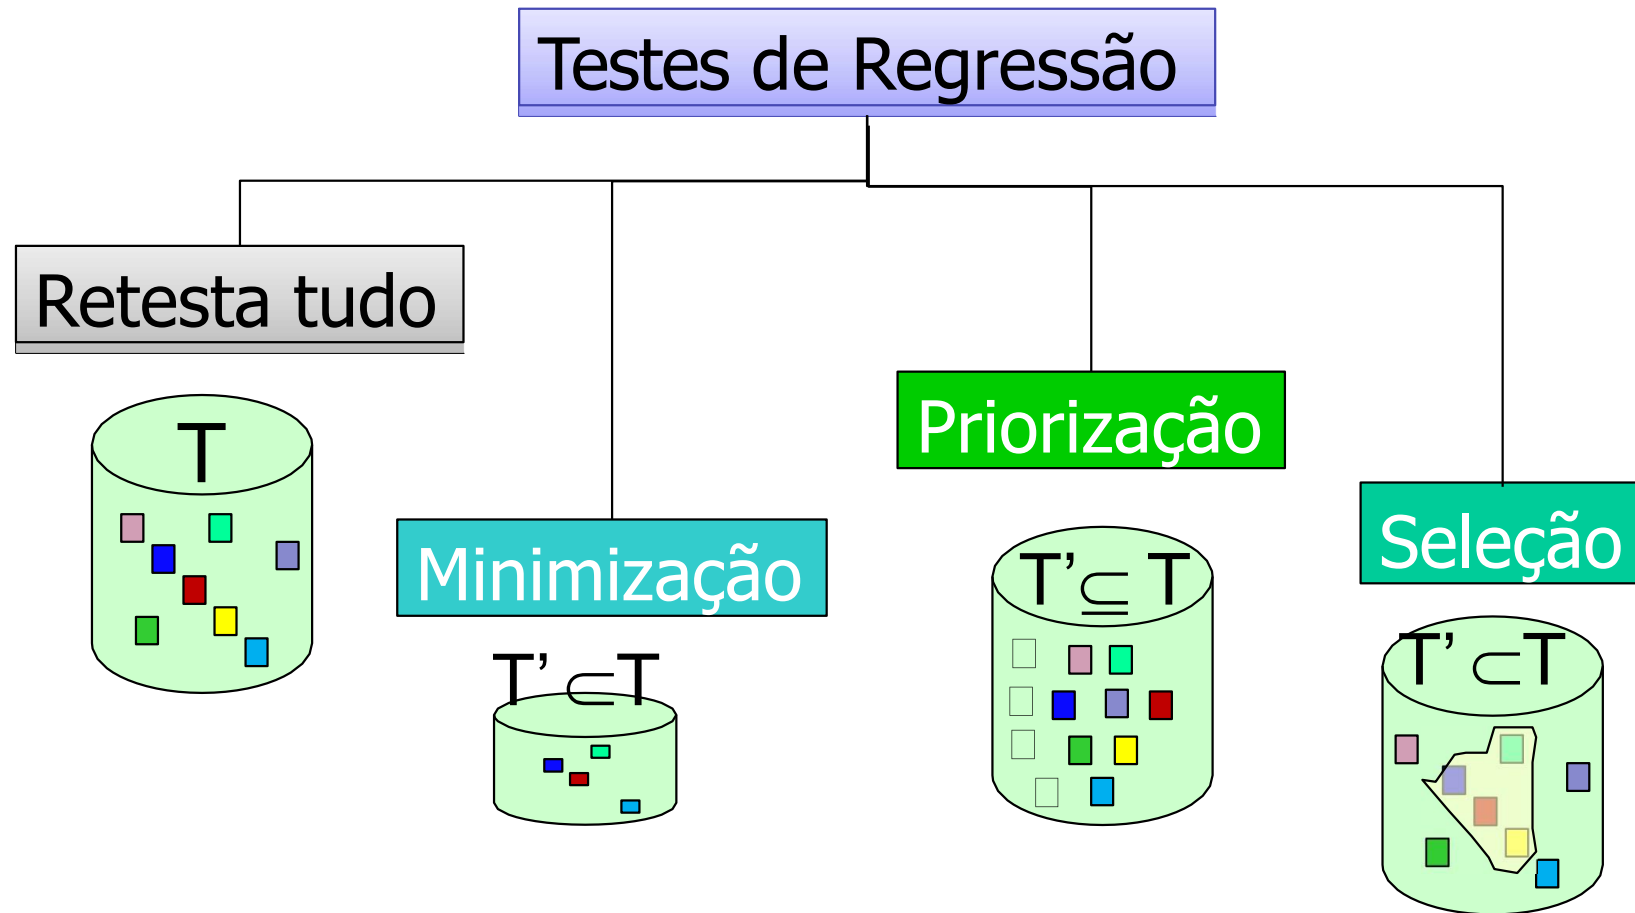 Testes de Regressão
Retesta tudo
Priorização
Seleção
Minimização
T
T’ ⊆ T
T’ ⊂ T
T’ ⊂ T